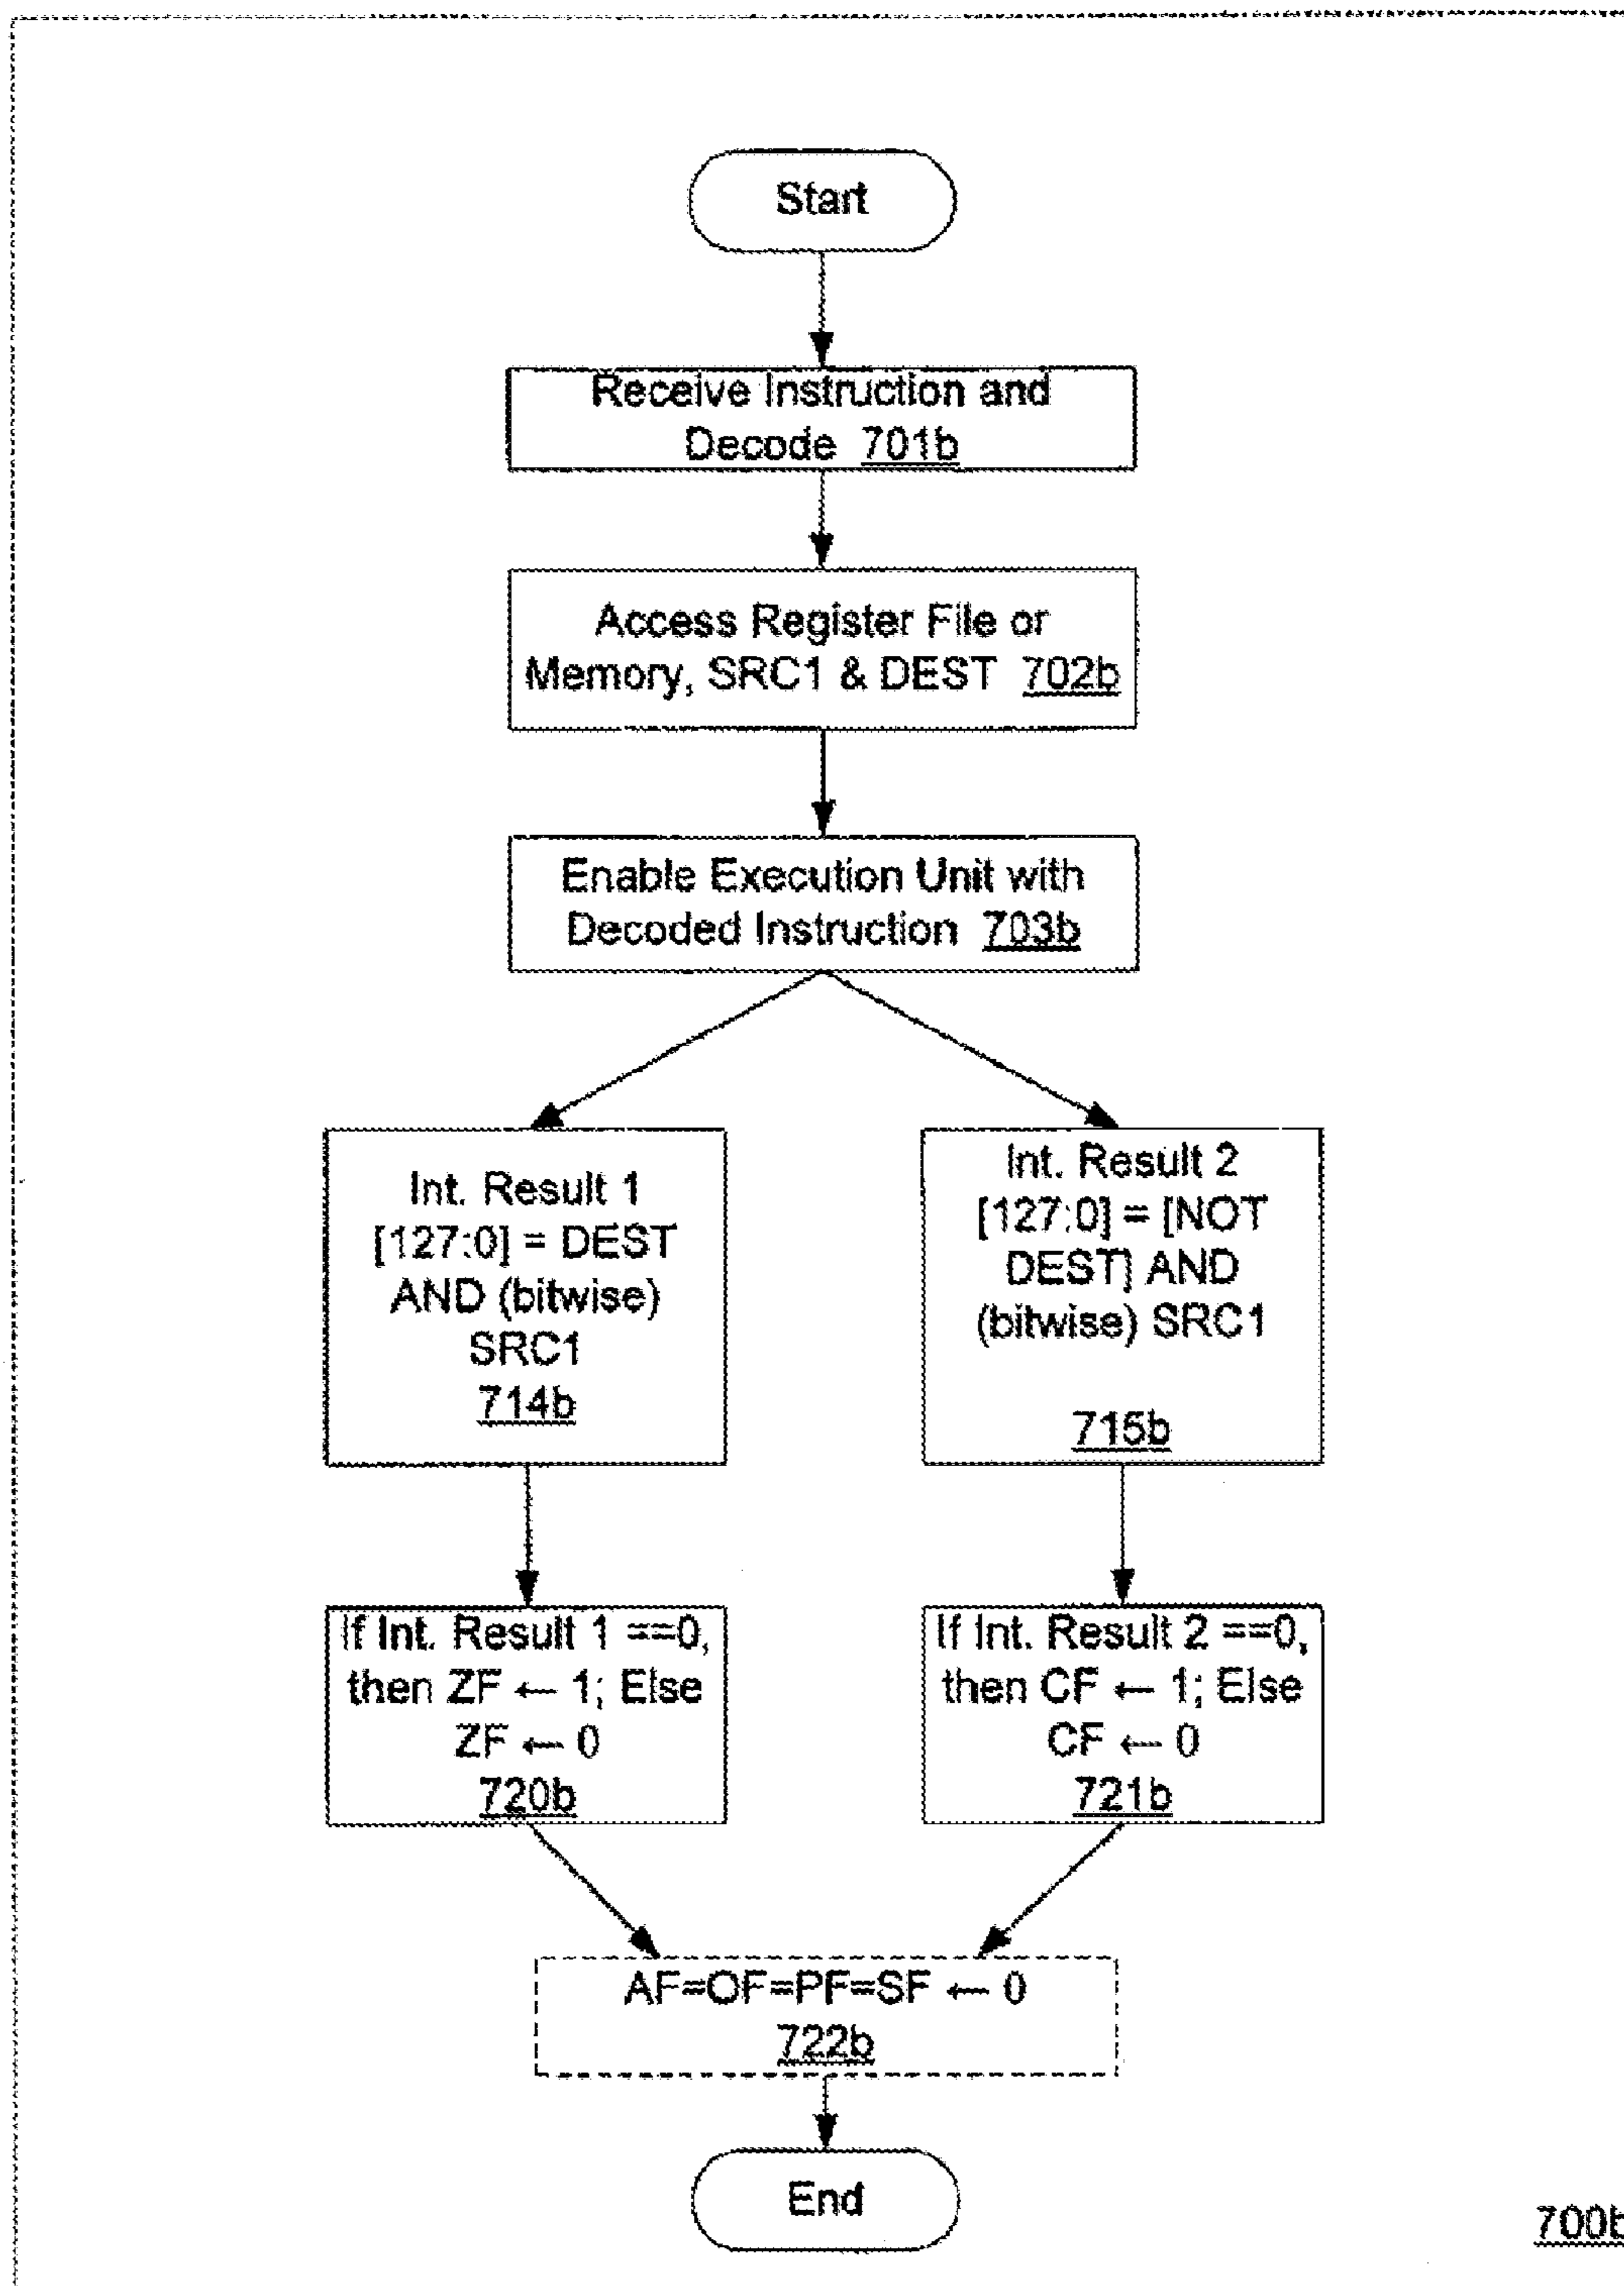 Start
Receive Instruction and
Decode 701b
Access Register File or
Memory, SRC1 & DEST 702b
Enable Execution Unit with
Decoded Instruction 703b
Int. Result 1
[127:0] = DEST
AND (bitwise)
SRC1
714b
Int. Result 2
[127:0] = [NOT
DEST] AND
(bitwise) SRC1
715b
If Int. Result 1 ==0,
then ZF ← 1; Else
ZF ← 0
720b
If Int. Result 2 ==0,
then CF ← 1; Else
CF ← 0
721b
AF=OF=PF=SF ← 0
722b
End
700b